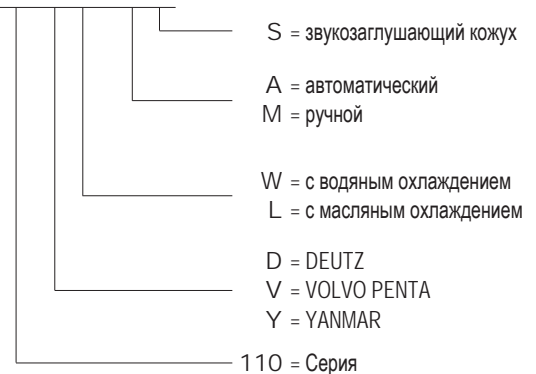 S = звукозаглушающий кожух
A = автоматический
M = ручной
W = с водяным охлаждением
L = с масляным охлаждением
D = DEUTZ
V = VOLVO PENTA
Y = YANMAR
110 = Серия